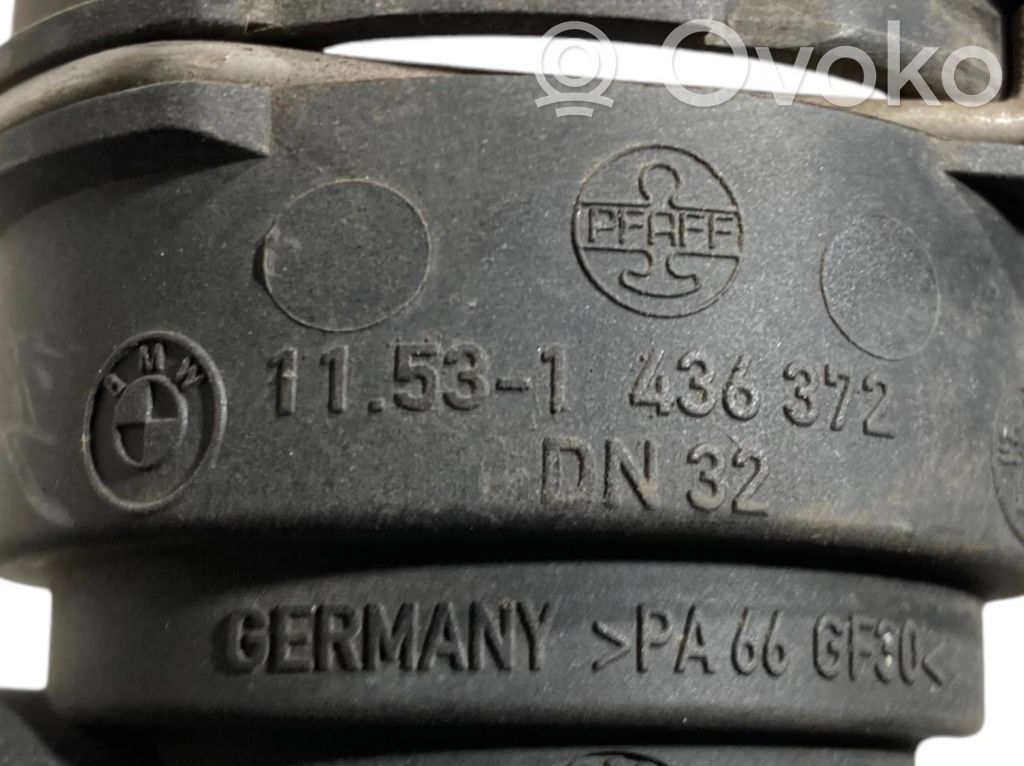 Ovoko
PFAFF
BMW
11.53-1 436 372
DN 32
GERMANY >PA 66 GF30<